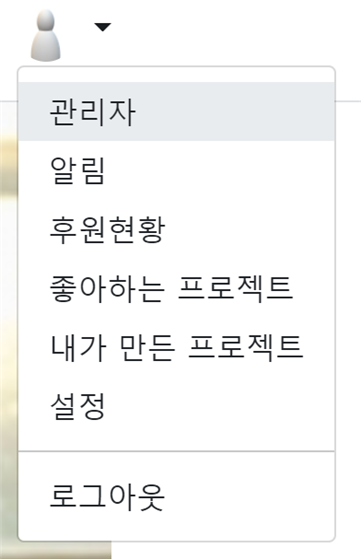 관리자
알림
후원현황
좋아하는 프로젝트
내가 만든 프로젝트
설정
로그아웃